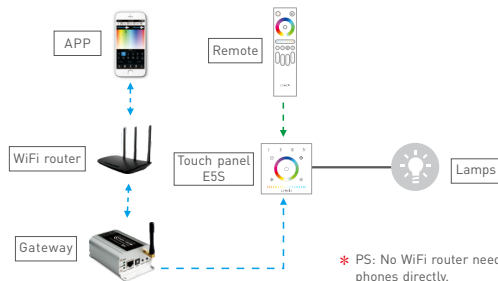 APP
Remote
WiFi router
Touch panel
E5S
Lamps
Gateway
* PS: No WiFi router need
phones directly.